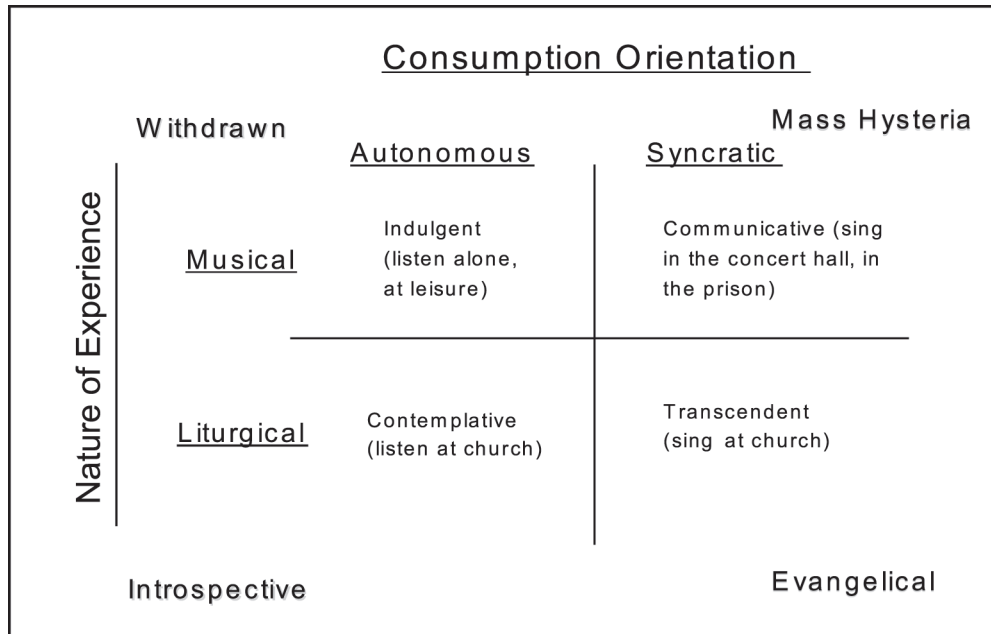 Consumption Orientation
Withdrawn
Mass Hysteria
Autonomous
Syncratic
Nature of Experience
Musical
Indulgent
(listen alone,
at leisure)
Communicative (sing
in the concert hall, in
the prison)
Liturgical
Contemplative
(listen at church)
Transcendent
(sing at church)
Introspective
Evangelical